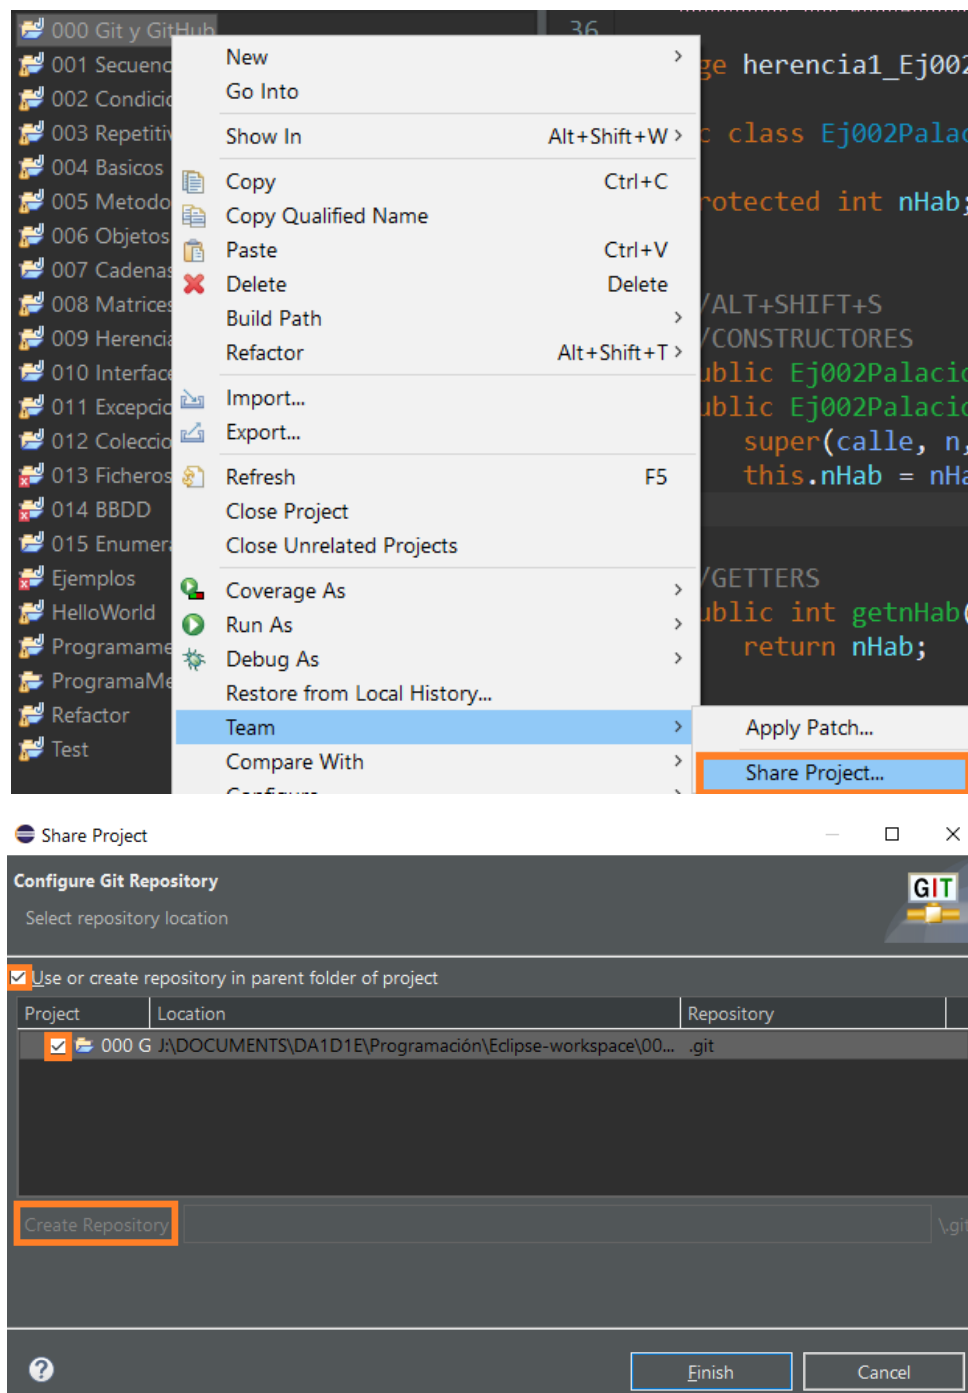 000 Git y GitHub
001 Secuenc
002 Condicio
003 Repetitiv
004 Basicos
005 Metodo
006 Objetos
007 Cadenas
008 Matrices
009 Herencia
010 Interface
011 Excepcio
012 Coleccio
013 Ficheros
014 BBDD
015 Enumera
Ejemplos
HelloWorld
Programame
ProgramaMe
Refactor
Test
New
Go Into
Show In Alt+Shift+W
Copy Ctrl+C
Copy Qualified Name
Paste Ctrl+V
Delete Delete
Build Path
Refactor Alt+Shift+T
Import...
Export...
Refresh F5
Close Project
Close Unrelated Projects
Coverage As
Run As
Debug As
Restore from Local History...
Team
Compare With
Configure
Apply Patch...
Share Project...
36
ge herencia1_Ej002
c class Ej002Palac
rotected int nHab;
/ALT+SHIFT+S
/CONSTRUCTORES
ublic Ej002Palacio
ublic Ej002Palacio
super(calle, n,
this.nHab = nHa
/GETTERS
ublic int getnHab(
return nHab;
Share Project
Configure Git Repository
GIT
Select repository location
Use or create repository in parent folder of project
Project Location Repository
000 G J:\DOCUMENTS\DA1D1E\Programación\Eclipse-workspace\00... .git
Create Repository \.git
Finish Cancel